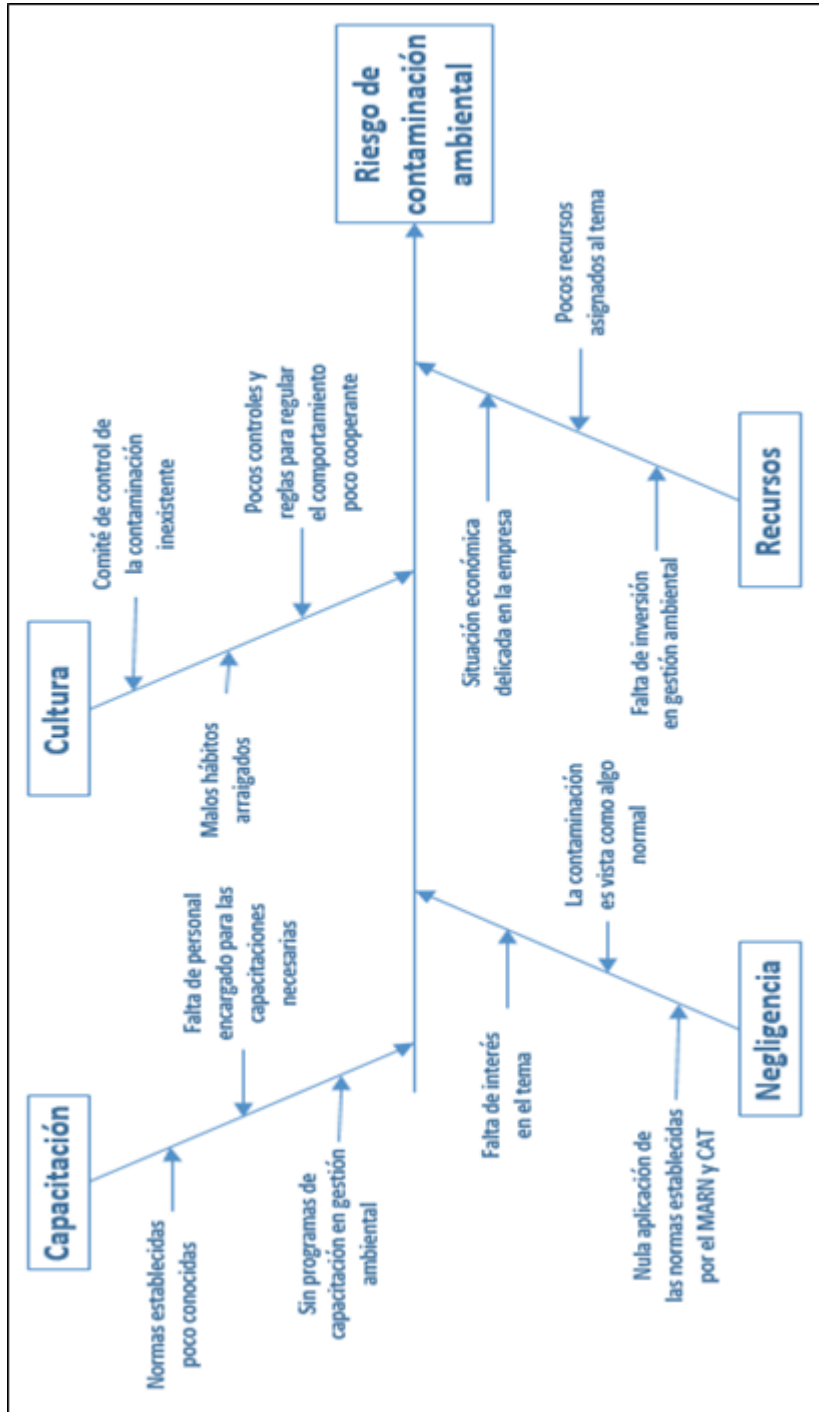 Capacitación
Normas establecidas
poco conocidas
Falta de personal
encargado para las
capacitaciones
necesarias
Sin programas de
capacitación en gestión
ambiental
Cultura
Comité de control de
la contaminación
inexistente
Malos hábitos
arraigados
Pocos controles y
reglas para regular
el comportamiento
poco cooperante
Riesgo de
contaminación
ambiental
Falta de interés
en el tema
La contaminación
es vista como algo
normal
Nula aplicación de
las normas establecidas
por el MARN y CAT
Negligencia
Situación económica
delicada en la empresa
Pocos recursos
asignados al tema
Falta de inversión
en gestión ambiental
Recursos